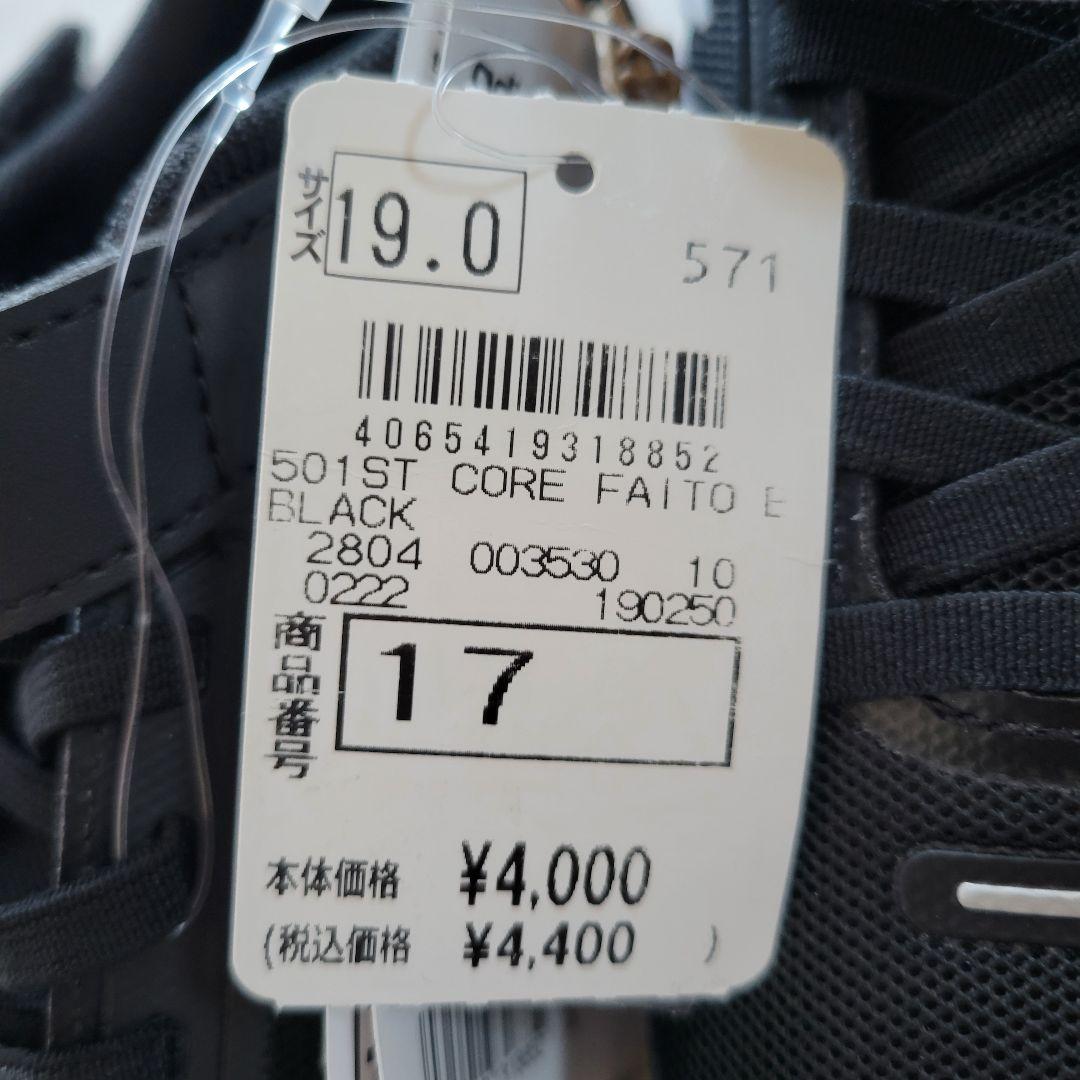 サイズ 19.0
571
4065419318852
501ST CORE FAITO E
BLACK
2804 003530 10
0222 190250
商品番号 17
本体価格 ¥4,000
(税込価格 ¥4,400 )